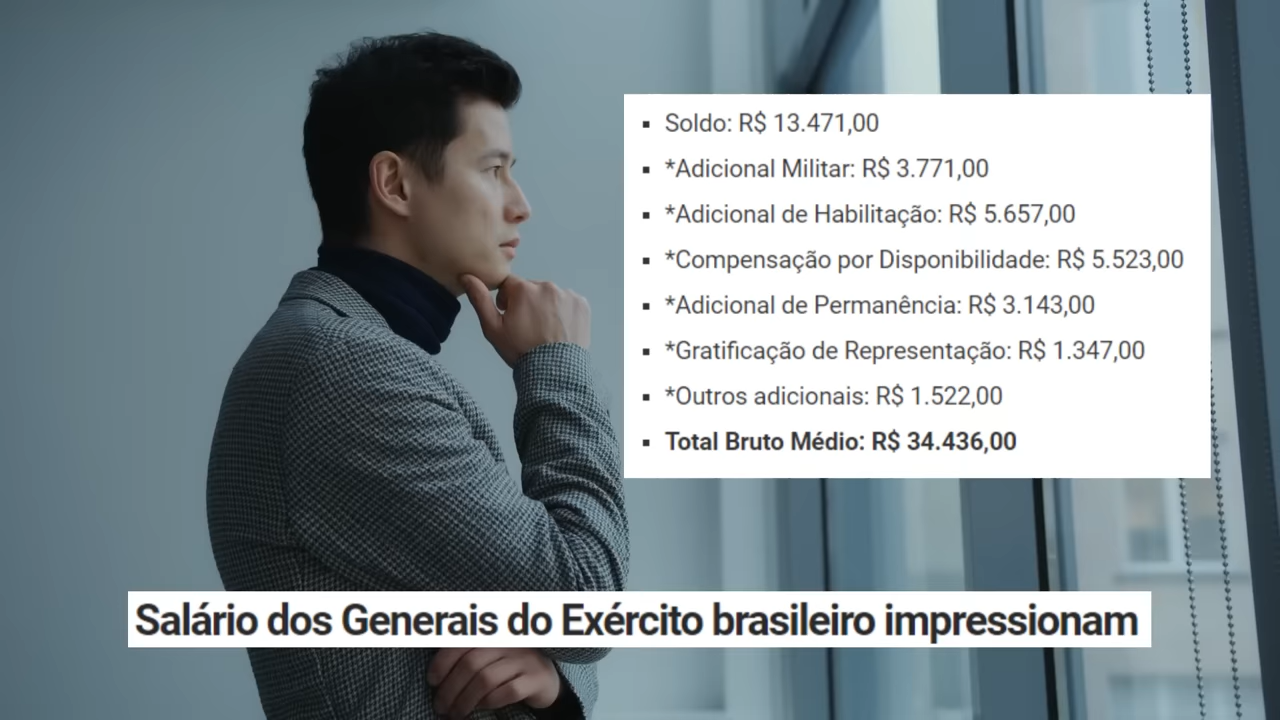 ▪ Soldo: R$ 13.471,00
▪ *Adicional Militar: R$ 3.771,00
▪ *Adicional de Habilitação: R$ 5.657,00
▪ *Compensação por Disponibilidade: R$ 5.523,00
▪ *Adicional de Permanência: R$ 3.143,00
▪ *Gratificação de Representação: R$ 1.347,00
▪ *Outros adicionais: R$ 1.522,00
▪ Total Bruto Médio: R$ 34.436,00
Salário dos Generais do Exército brasileiro impressionam